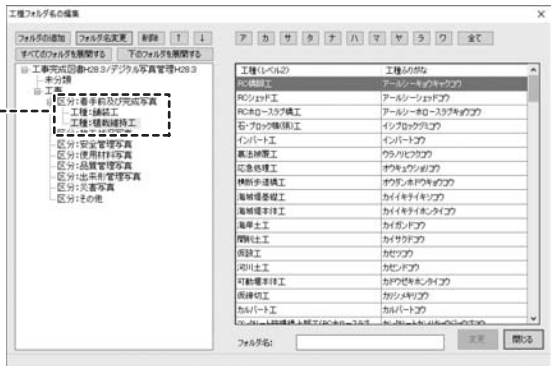 工種フォルダ名の編集
フォルダの追加 フォルダ名変更 削除 ↑ ↓
すべてのフォルダを展開する 下のフォルダを展開する
ア カ サ タ ナ ハ マ ヤ ラ ワ 全て
工事完成図書H28.3/デジタル写真管理H28.3
未分類
工事
区分:着手前及び完成写真
工種:舗装工
工種:植栽維持工
区分:安全管理写真
区分:使用材料写真
区分:品質管理写真
区分:出来形管理写真
区分:災害写真
区分:その他
工種(レベル2) 工種ふりがな
RC橋脚工 アールシーキョウキャクコウ
RCシェッド工 アールシーシェッドコウ
RCホロースラブ橋工 アールシーホロースラブキョウコウ
石・ブロック積(張)工 イシブロックヅミコウ
インバート工 インバートコウ
裏法被覆工 ウラノリヒフクコウ
応急処理工 オウキュウショリコウ
横断歩道橋工 オウダンホドウキョウコウ
海域堤基礎工 カイイキテイキソコウ
海域堤本体工 カイイキテイホンタイコウ
海岸土工 カイガンドコウ
開削土工 カイサクドコウ
仮設工 カセツコウ
河川土工 カセンドコウ
可動堰本体工 カドウゼキホンタイコウ
仮締切工 カリシメキリコウ
カルバート工 カルバートコウ
フォルダ名:
変更 閉じる